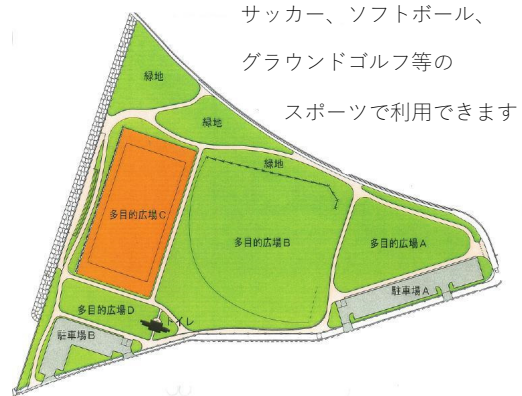 サッカー、ソフトボール、
グラウンドゴルフ等の
スポーツで利用できます
緑地
緑地
緑地
多目的広場C
多目的広場B
多目的広場A
駐車場A
多目的広場D
トイレ
駐車場B